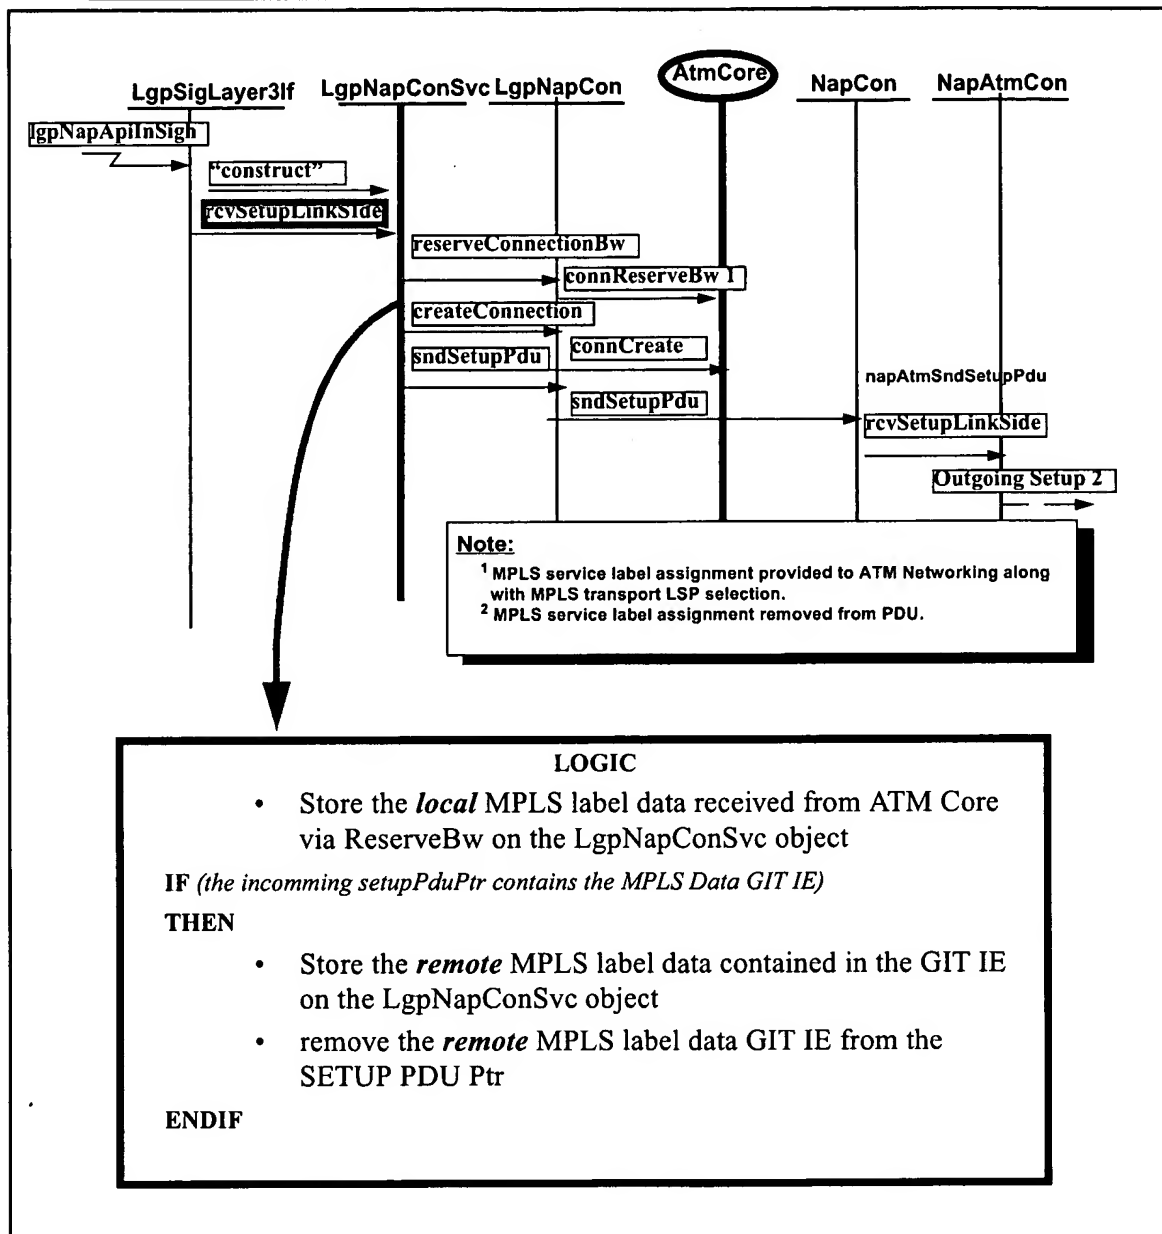 LgpSigLayer3If LgpNapConSvc LgpNapCon AtmCore NapCon NapAtmCon
lgpNapApiInSigh
“construct”
rcvSetupLinkSIde
reserveConnectionBw
connReserveBw 1
createConnection
connCreate
sndSetupPdu
napAtmSndSetupPdu
sndSetupPdu
rcvSetupLinkSide
Outgoing Setup 2
Note:
1 MPLS service label assignment provided to ATM Networking along
with MPLS transport LSP selection.
2 MPLS service label assignment removed from PDU.
LOGIC
• Store the local MPLS label data received from ATM Core
via ReserveBw on the LgpNapConSvc object
IF (the incomming setupPduPtr contains the MPLS Data GIT IE)
THEN
• Store the remote MPLS label data contained in the GIT IE
on the LgpNapConSvc object
• remove the remote MPLS label data GIT IE from the
SETUP PDU Ptr
ENDIF